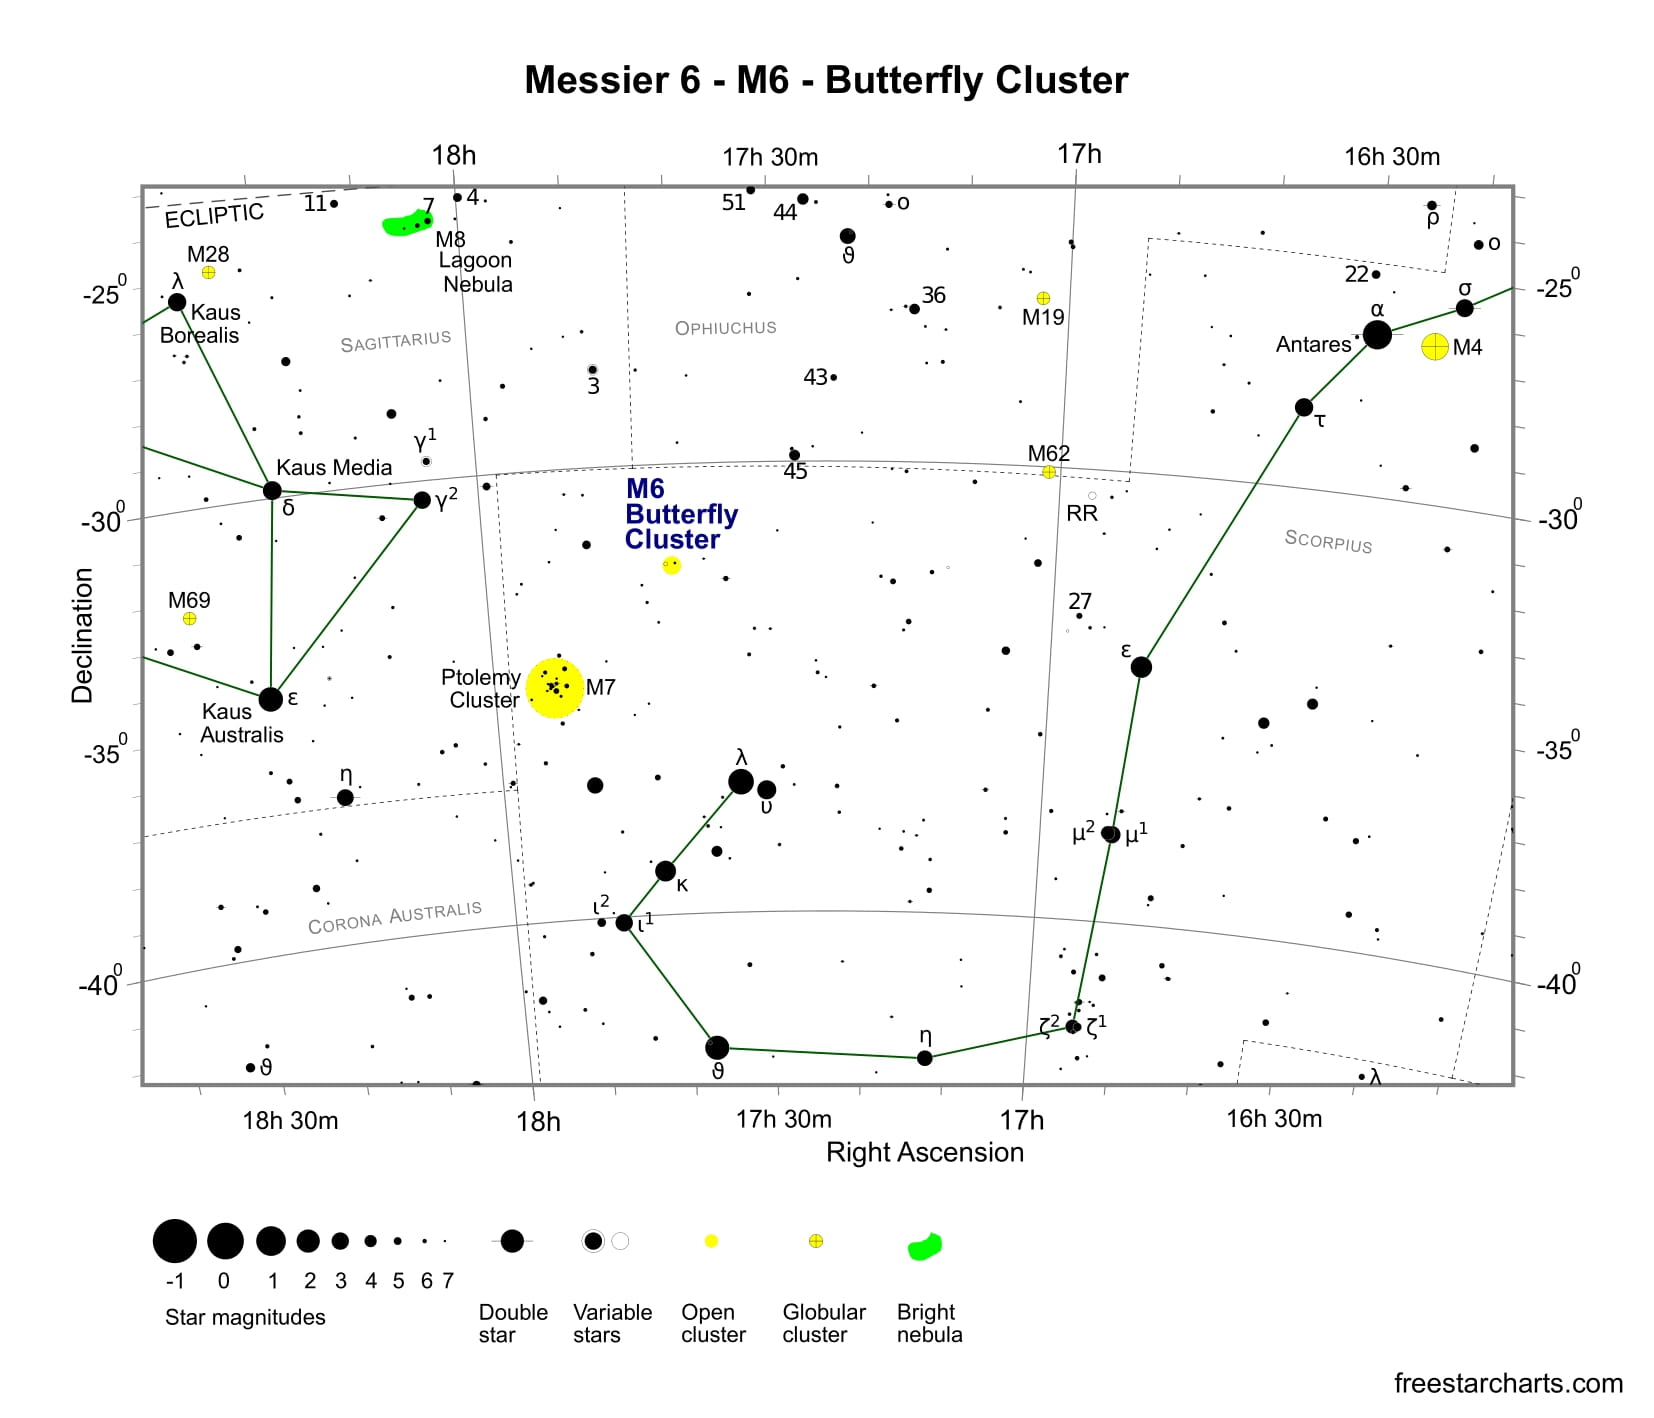 Messier 6 - M6 - Butterfly Cluster
18h 17h 30m 17h 16h 30m
ECLIPTIC
11 7 4 51 44 ο ρ
M8
Lagoon
Nebula
M28
ϑ 22 ο
-25⁰ λ 36 σ -25⁰
Kaus
Borealis
M19
α
SAGITTARIUS OPHIUCHUS
Antares M4
3 43
τ
γ¹
Kaus Media 45 M62
δ γ²
M6
Butterfly
Cluster
RR
-30⁰ -30⁰
SCORPIUS
M69 27
ε
Ptolemy
Cluster
M7
ε
Kaus
Australis
-35⁰ -35⁰
η λ
υ
μ² μ¹
κ
CORONA AUSTRALIS
ι² ι¹
-40⁰ -40⁰
ζ² ζ¹
η
ϑ ϑ λ
Declination
18h 30m 18h 17h 30m 17h 16h 30m
Right Ascension
-1 0 1 2 3 4 5 6 7
Star magnitudes
Double
star
Variable
stars
Open
cluster
Globular
cluster
Bright
nebula
freestarcharts.com